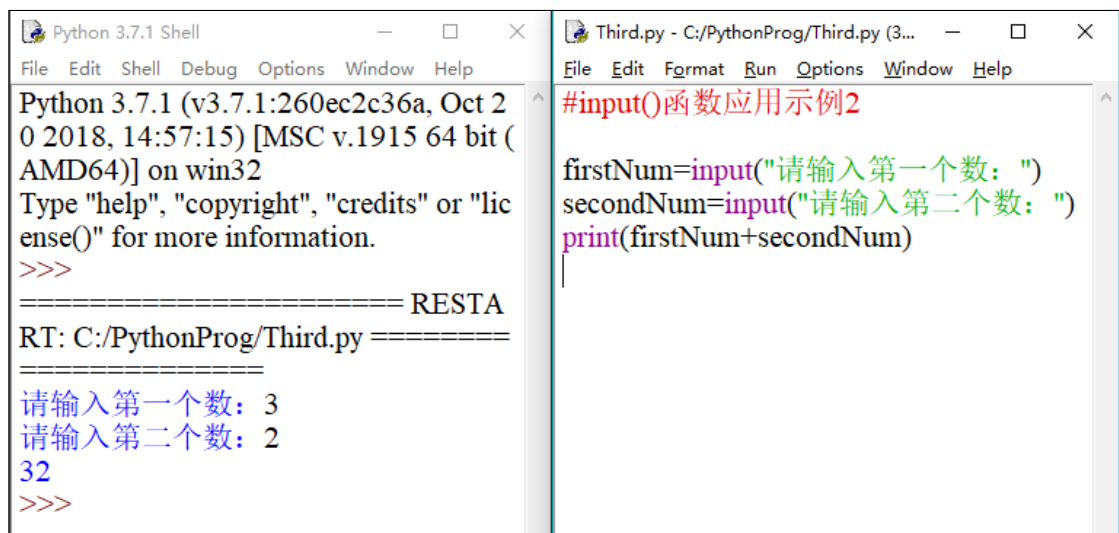 Python 3.7.1 Shell
File Edit Shell Debug Options Window Help
Python 3.7.1 (v3.7.1:260ec2c36a, Oct 2
0 2018, 14:57:15) [MSC v.1915 64 bit (
AMD64)] on win32
Type "help", "copyright", "credits" or "lic
ense()" for more information.
>>>
====================== RESTA
RT: C:/PythonProg/Third.py ========
==============
请输入第一个数：3
请输入第二个数：2
32
>>>
Third.py - C:/PythonProg/Third.py (3...
File Edit Format Run Options Window Help
#input()函数应用示例2
firstNum=input("请输入第一个数：")
secondNum=input("请输入第二个数：")
print(firstNum+secondNum)